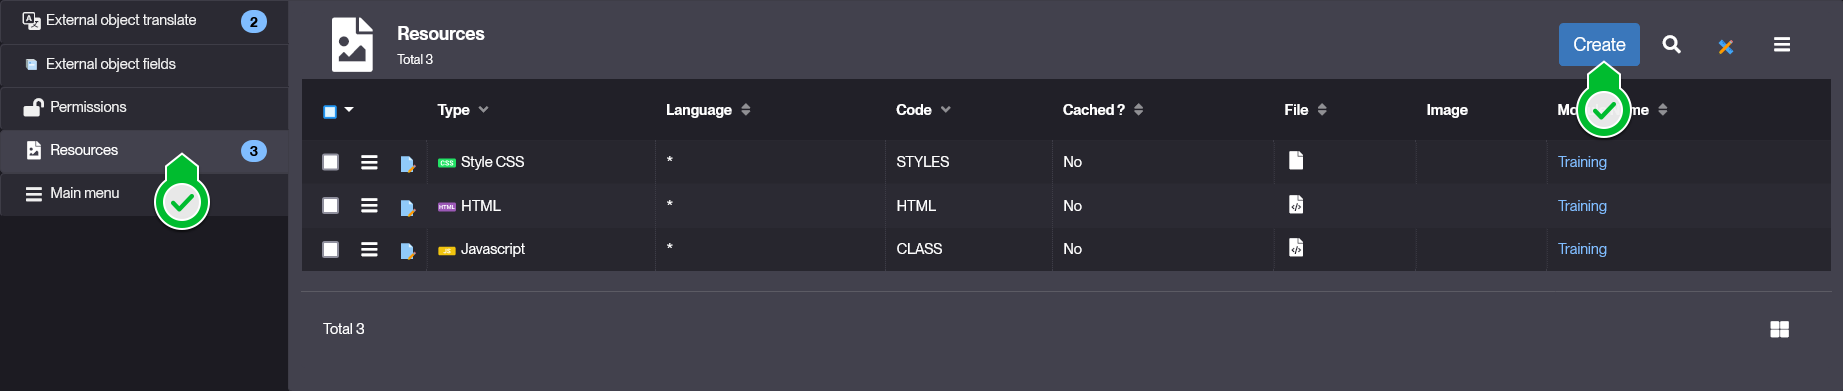 External object translate 2
External object fields
Permissions
Resources 3
Main menu
Resources
Total 3
Create
Type Language Code Cached ? File Image Mo me
CSS Style CSS * STYLES No Training
HTML HTML * HTML No Training
JS Javascript * CLASS No Training
Total 3